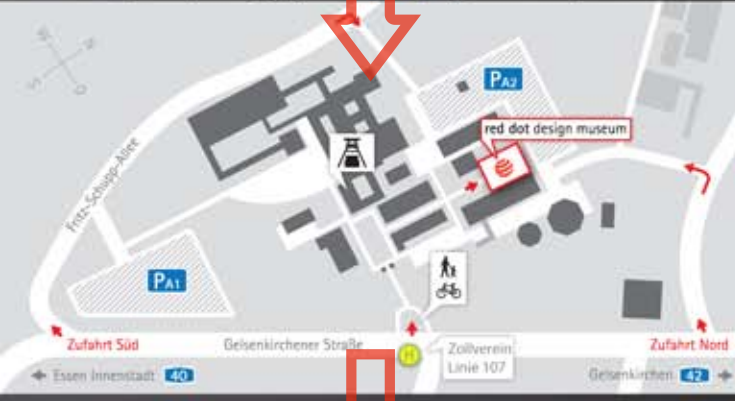 PA2
red dot design museum
Fritz-Schupp-Allee
PA1
Zufahrt Süd
Gelsenkirchener Straße
H
Zollverein
Linie 107
Zufahrt Nord
Essen Innenstadt 40
Gelsenkirchen 42